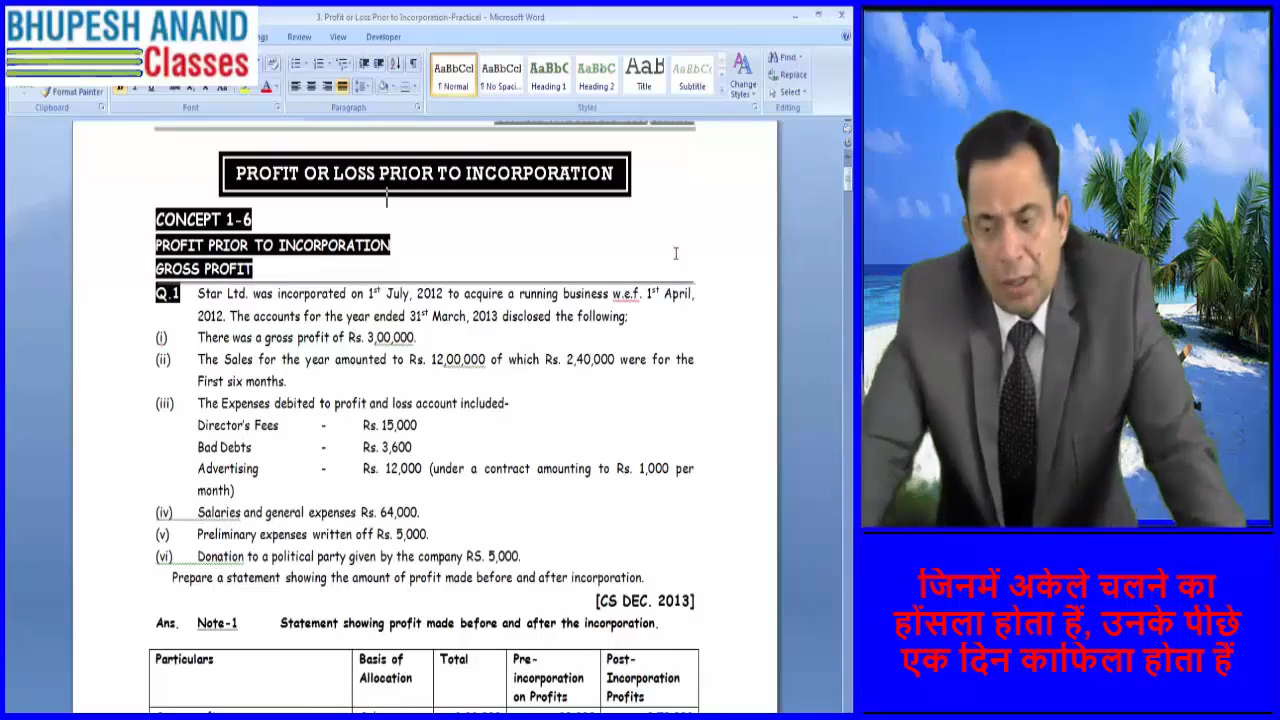 BHUPESH ANAND
Classes
3. Profit or Loss Prior to Incorporation-Practical - Microsoft Word
Review View Developer
Format Painter
AaBbCcI AaBbCcI AaBbC AaBbC AaB AaBbCcI
¶ Normal ¶ No Spaci... Heading 1 Heading 2 Title Subtitle
Change Styles
Find
Replace
Select
Clipboard Font Paragraph Styles Editing
PROFIT OR LOSS PRIOR TO INCORPORATION
CONCEPT 1-6
PROFIT PRIOR TO INCORPORATION
GROSS PROFIT
Q.1 Star Ltd. was incorporated on 1st July, 2012 to acquire a running business w.e.f. 1st April,
2012. The accounts for the year ended 31st March, 2013 disclosed the following;
(i) There was a gross profit of Rs. 3,00,000.
(ii) The Sales for the year amounted to Rs. 12,00,000 of which Rs. 2,40,000 were for the
First six months.
(iii) The Expenses debited to profit and loss account included-
Director's Fees - Rs. 15,000
Bad Debts - Rs. 3,600
Advertising - Rs. 12,000 (under a contract amounting to Rs. 1,000 per
month)
(iv) Salaries and general expenses Rs. 64,000.
(v) Preliminary expenses written off Rs. 5,000.
(vi) Donation to a political party given by the company RS. 5,000.
Prepare a statement showing the amount of profit made before and after incorporation.
[CS DEC. 2013]
Ans. Note-1 Statement showing profit made before and after the incorporation.
Particulars Basis of Total Pre- Post-
Allocation incorporation Incorporation
on Profits Profits
जिनमें अकेले चलने का
होंसला होता हैं, उनके पीछे
एक दिन काफिला होता हैं